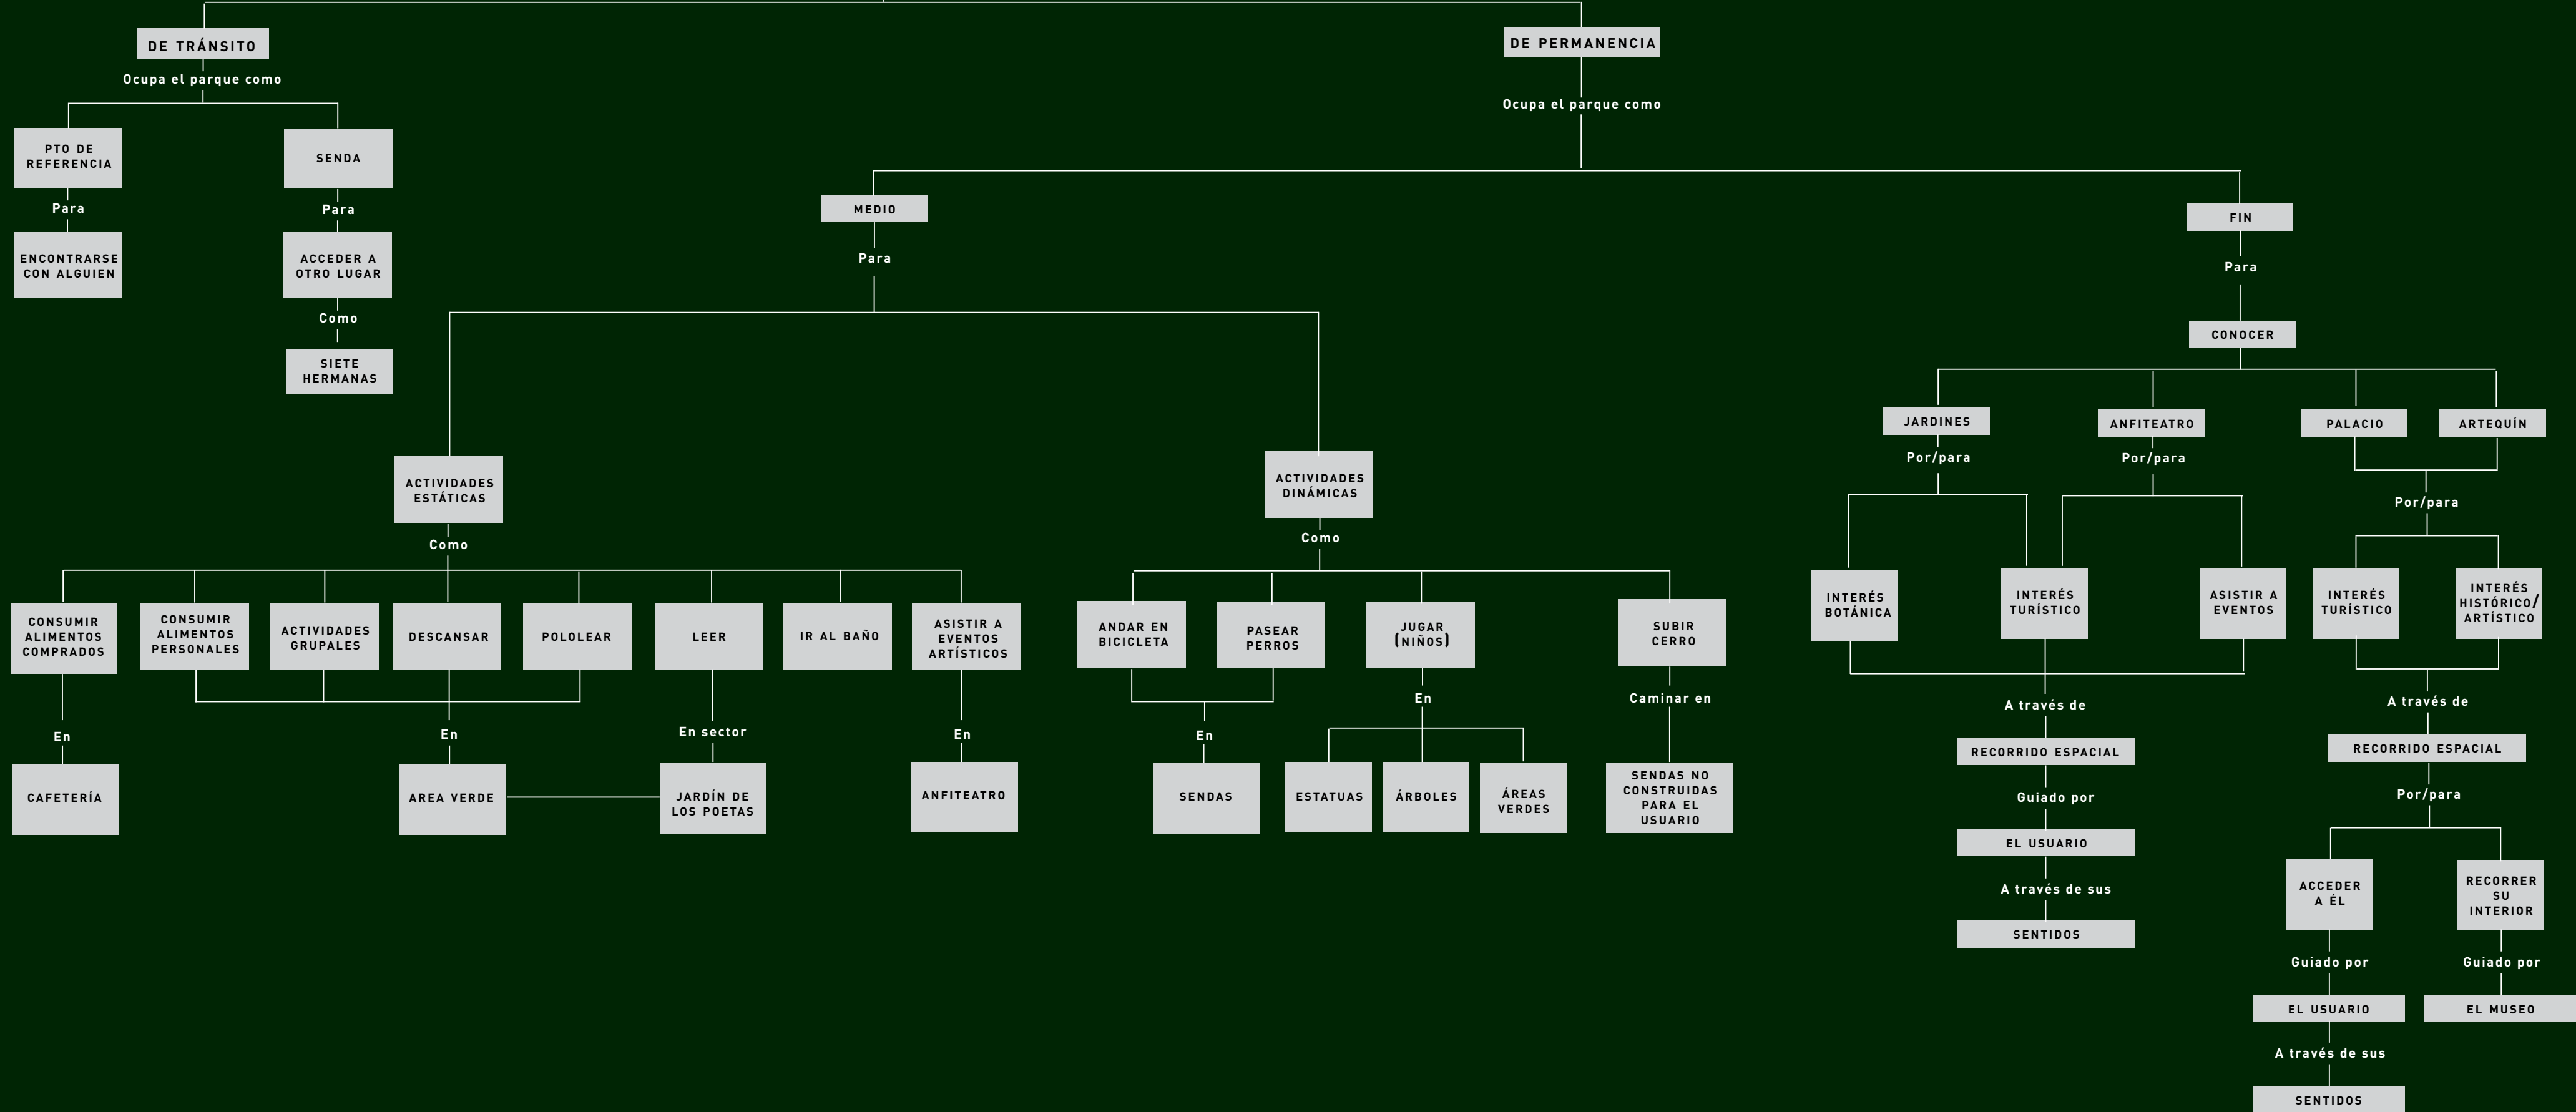 DE TRÁNSITO
Ocupa el parque como
PTO DE
REFERENCIA
Para
ENCONTRARSE
CON ALGUIEN
SENDA
Para
ACCEDER A
OTRO LUGAR
Como
SIETE
HERMANAS
DE PERMANENCIA
Ocupa el parque como
MEDIO
Para
ACTIVIDADES
ESTÁTICAS
Como
CONSUMIR
ALIMENTOS
COMPRADOS
En
CAFETERÍA
CONSUMIR
ALIMENTOS
PERSONALES
ACTIVIDADES
GRUPALES
DESCANSAR
POLOLEAR
En
AREA VERDE
LEER
En sector
JARDÍN DE
LOS POETAS
IR AL BAÑO
ASISTIR A
EVENTOS
ARTÍSTICOS
En
ANFITEATRO
ACTIVIDADES
DINÁMICAS
Como
ANDAR EN
BICICLETA
PASEAR
PERROS
En
SENDAS
JUGAR
(NIÑOS)
En
ESTATUAS
ÁRBOLES
ÁREAS
VERDES
SUBIR
CERRO
Caminar en
SENDAS NO
CONSTRUIDAS
PARA EL
USUARIO
FIN
Para
CONOCER
JARDINES
Por/para
ANFITEATRO
Por/para
INTERÉS
BOTÁNICA
INTERÉS
TURÍSTICO
ASISTIR A
EVENTOS
A través de
RECORRIDO ESPACIAL
Guiado por
EL USUARIO
A través de sus
SENTIDOS
PALACIO
ARTEQUÍN
Por/para
INTERÉS
TURÍSTICO
INTERÉS
HISTÓRICO/
ARTÍSTICO
A través de
RECORRIDO ESPACIAL
Por/para
ACCEDER
A ÉL
Guiado por
EL USUARIO
A través de sus
SENTIDOS
RECORRER
SU
INTERIOR
Guiado por
EL MUSEO